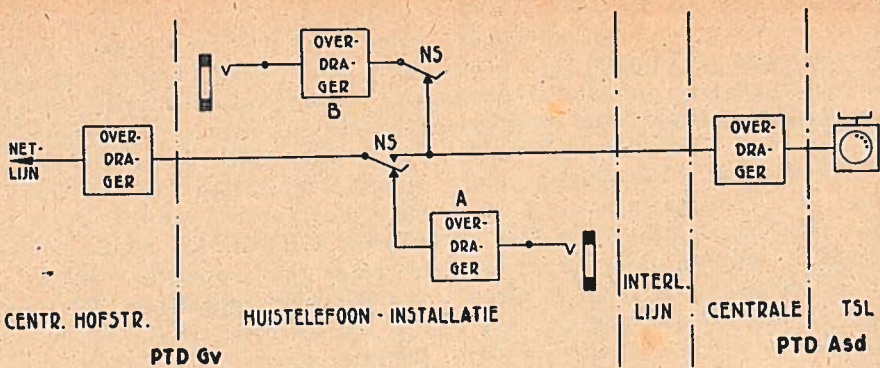 OVER-
DRA-
GER
B
NS
NET-
LIJN
OVER-
DRA-
GER
NS
OVER-
DRA-
GER
A
OVER-
DRA-
GER
CENTR. HOFSTR.
HUISTELEFOON - INSTALLATIE
INTERL.
LIJN
CENTRALE
TSL
PTD Gv
PTD Asd